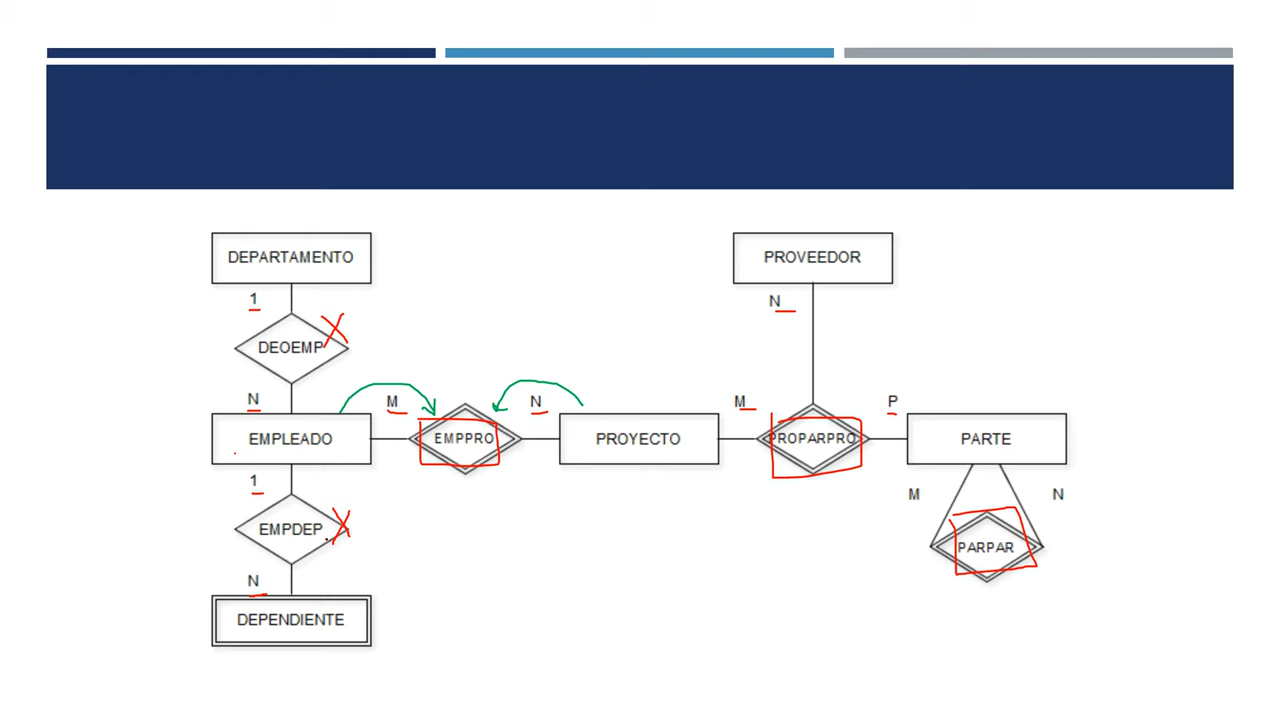 DEPARTAMENTO
PROVEEDOR
1
N
DEOEMP
N
M
N
M
P
EMPLEADO
EMPPRO
PROYECTO
PROPARPRO
PARTE
1
M
N
EMPDEP
PARPAR
N
DEPENDIENTE